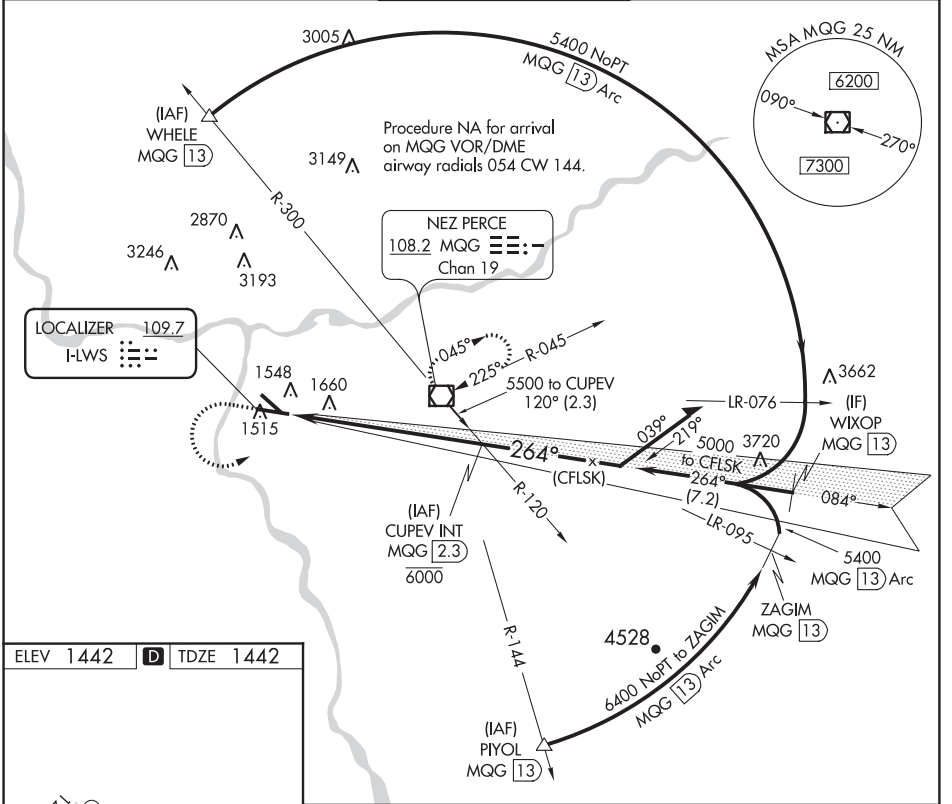 3005
5400 NoPT
MQG 13 Arc
MSA MQG 25 NM
6200
090°
270°
7300
(IAF)
WHELE
MQG 13
Procedure NA for arrival
on MQG VOR/DME
airway radials 054 CW 144.
3149
R-300
2870
3246
3193
NEZ PERCE
108.2 MQG
Chan 19
LOCALIZER 109.7
I-LWS
045°
R-045
225°
5500 to CUPEV
120° (2.3)
1548
1660
1515
3662
LR-076
(IF)
WIXOP
MQG 13
039°
219°
5000
to CFLSK
3720
264°
x
(CFLSK)
264°
(7.2)
084°
R-120
LR-095
(IAF)
CUPEV INT
MQG 2.3
6000
5400
MQG 13 Arc
ZAGIM
MQG 13
R-144
4528
6400 NoPT to ZAGIM
MQG 13 Arc
(IAF)
PIYOL
MQG 13
ELEV 1442 D TDZE 1442